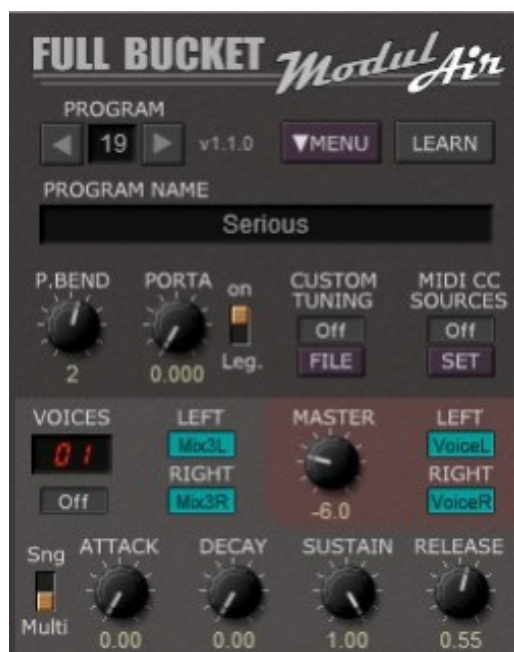 FULL BUCKET ModulAir
PROGRAM
19 v1.1.0 ▼MENU LEARN
PROGRAM NAME
Serious
P.BEND PORTA on CUSTOM TUNING MIDI CC SOURCES
Off Off
2 0.000 Leg. FILE SET
VOICES LEFT MASTER LEFT
01 Mix3L VoiceL
RIGHT RIGHT
Off Mix3R -6.0 VoiceR
Sng ATTACK DECAY SUSTAIN RELEASE
Multi 0.00 0.00 1.00 0.55